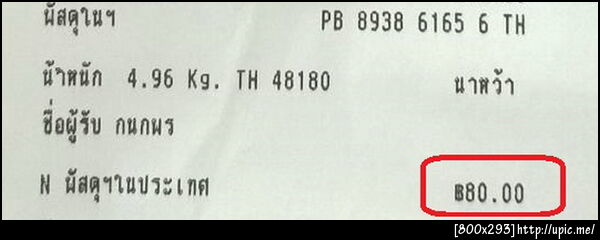 ผัสดุในฯ PB 8938 6165 6 TH
น้ำหนัก 4.96 Kg. TH 48180 นาหว้า
ชื่อผู้รับ กนกพร
N ผัสดุฯในประเทศ ฿80.00
[800x293] http://upic.me/